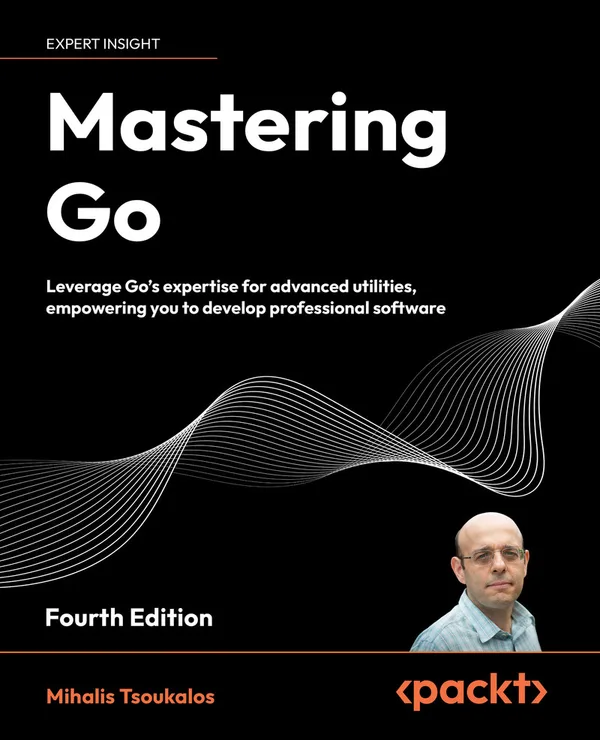 EXPERT INSIGHT
Mastering
Go
Leverage Go’s expertise for advanced utilities,
empowering you to develop professional software
Fourth Edition
Mihalis Tsoukalos
<packt>